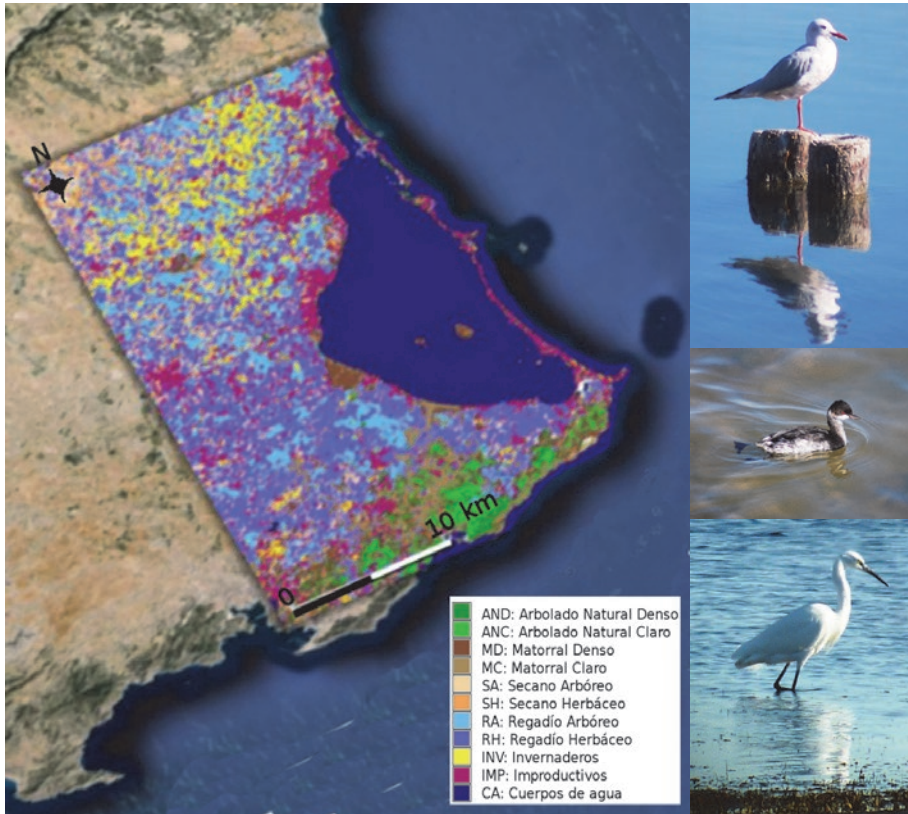 N
0
10 km
AND: Arbolado Natural Denso
ANC: Arbolado Natural Claro
MD: Matorral Denso
MC: Matorral Claro
SA: Secano Arbóreo
SH: Secano Herbáceo
RA: Regadío Arbóreo
RH: Regadío Herbáceo
INV: Invernaderos
IMP: Improductivos
CA: Cuerpos de agua